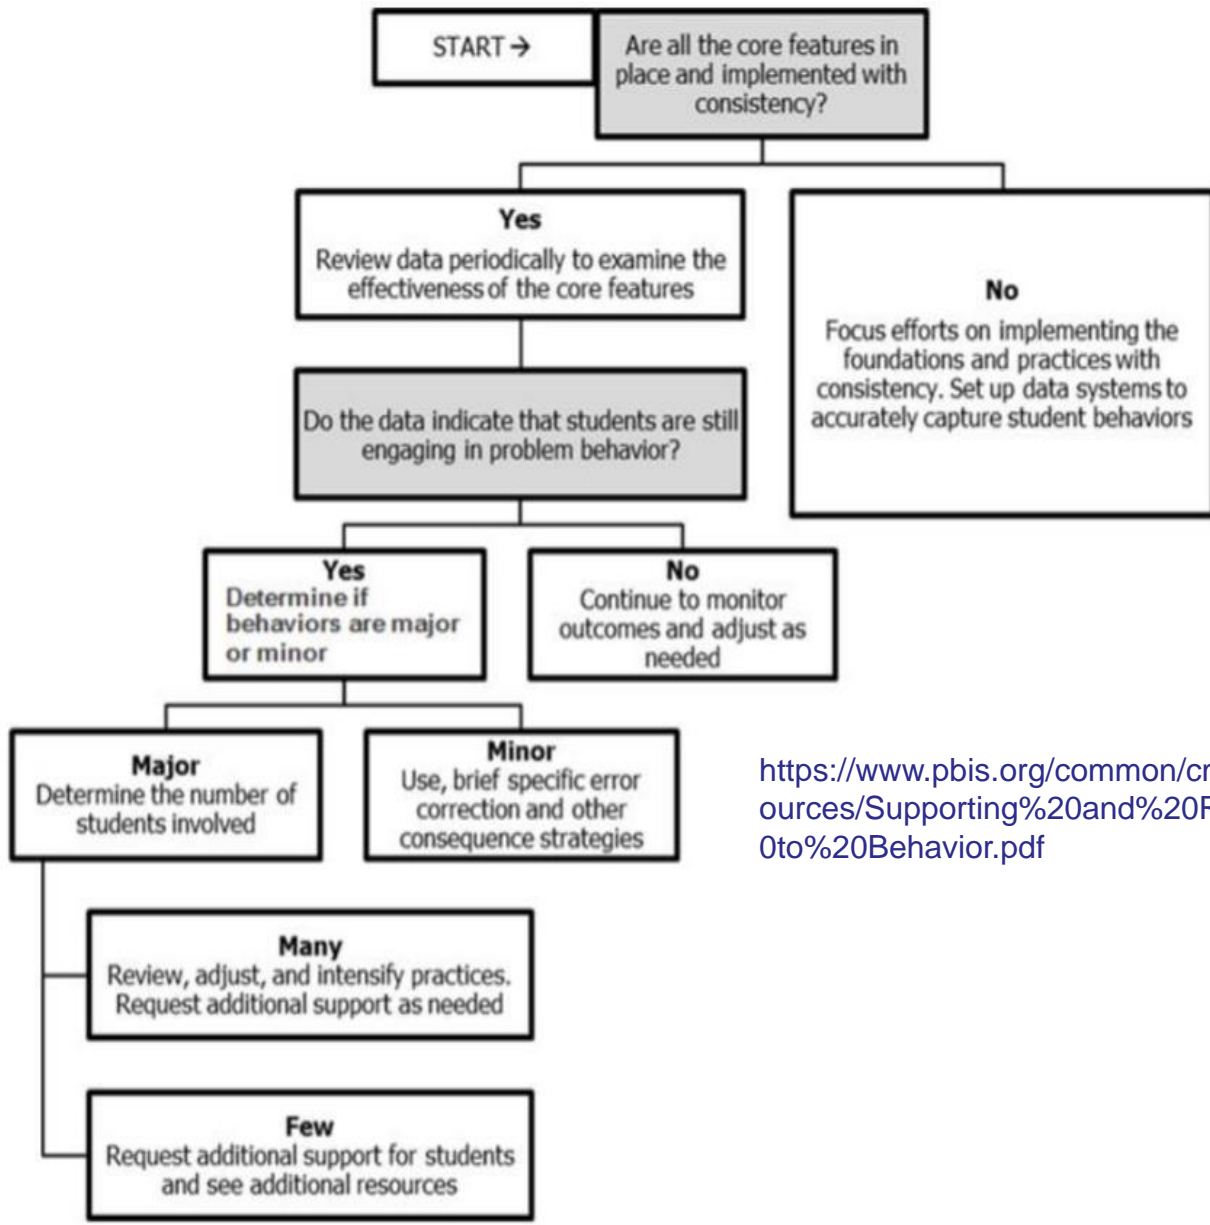 START →
Are all the core features in
place and implemented with
consistency?
Yes
Review data periodically to examine the
effectiveness of the core features
No
Focus efforts on implementing the
foundations and practices with
consistency. Set up data systems to
accurately capture student behaviors
Do the data indicate that students are still
engaging in problem behavior?
Yes
Determine if
behaviors are major
or minor
No
Continue to monitor
outcomes and adjust as
needed
Major
Determine the number of
students involved
Minor
Use, brief specific error
correction and other
consequence strategies
https://www.pbis.org/common/cr
ources/Supporting%20and%20
0to%20Behavior.pdf
Many
Review, adjust, and intensify practices.
Request additional support as needed
Few
Request additional support for students
and see additional resources